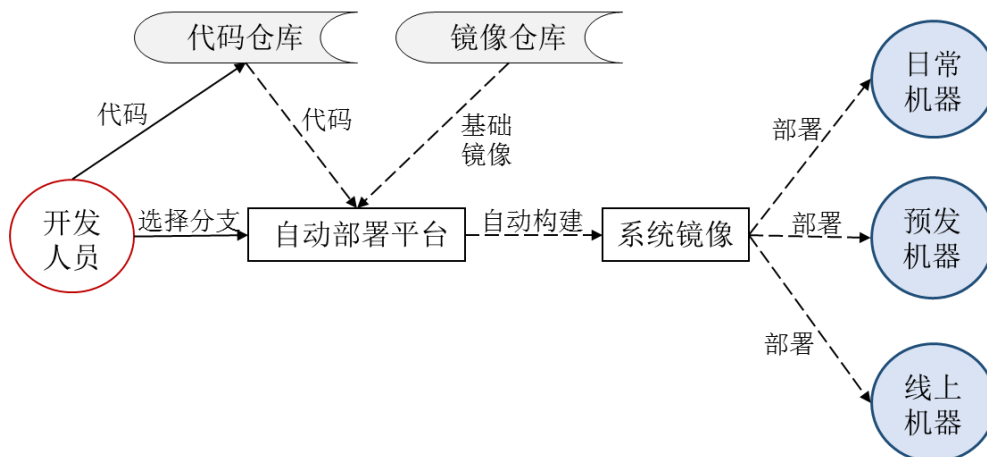 代码仓库
镜像仓库
日常
机器
代码
代码
基础
镜像
部署
开发
人员
选择分支
自动部署平台
自动构建
系统镜像
部署
预发
机器
部署
线上
机器